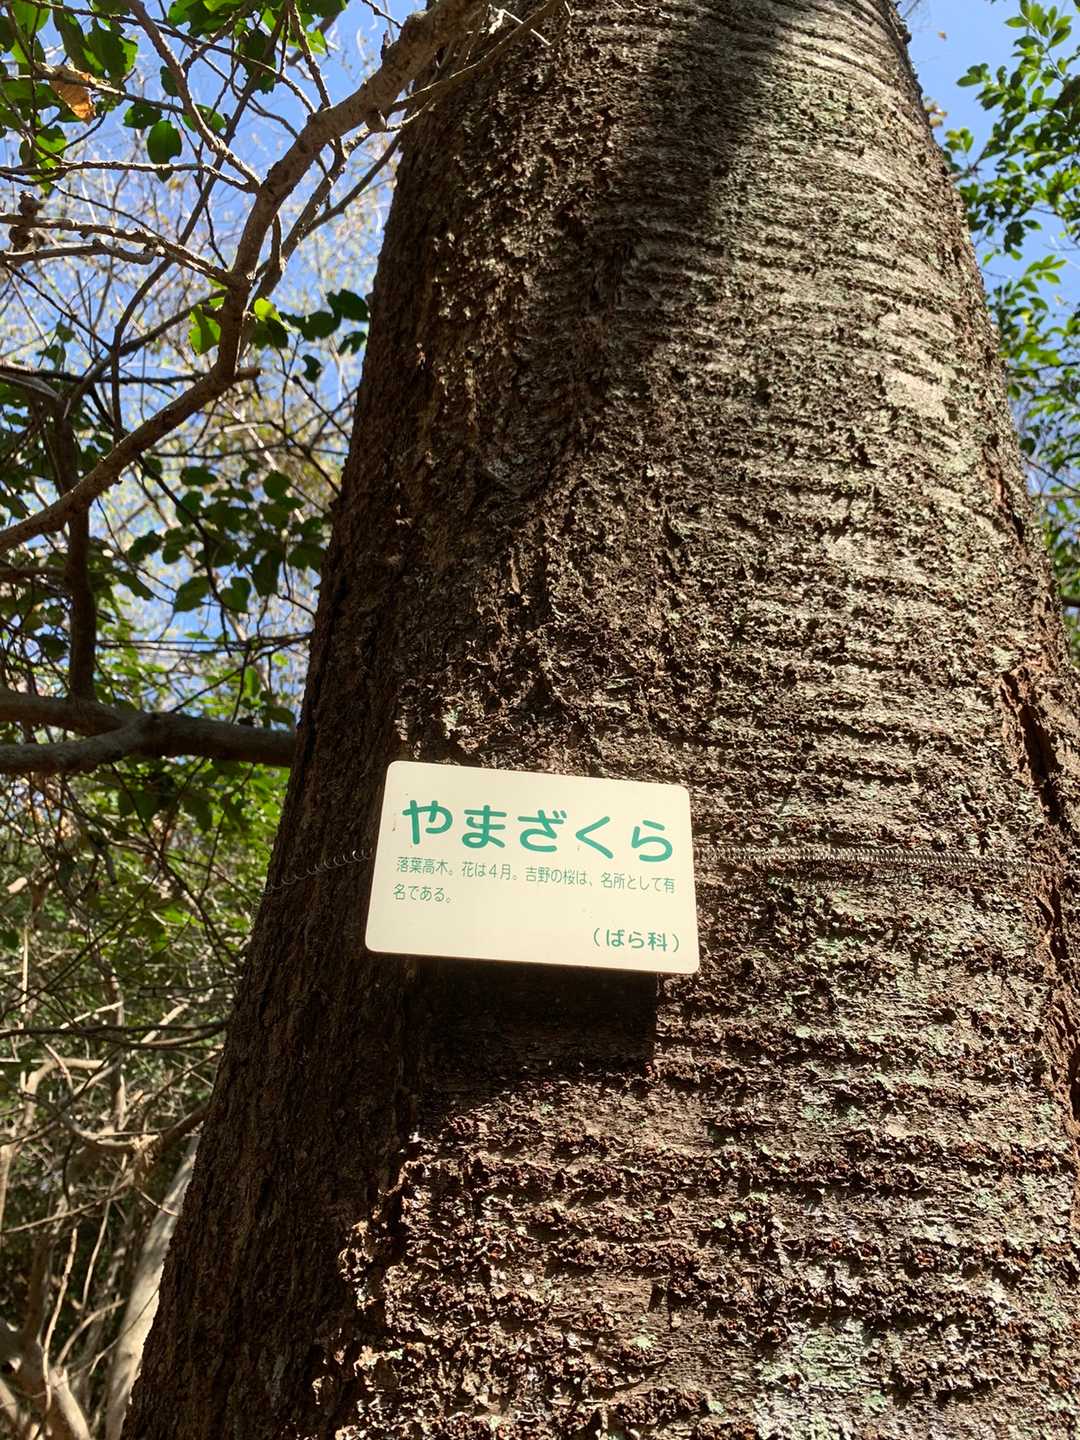 やまざくら
落葉高木。花は４月。吉野の桜は、名所として有
名である。
（ばら科）